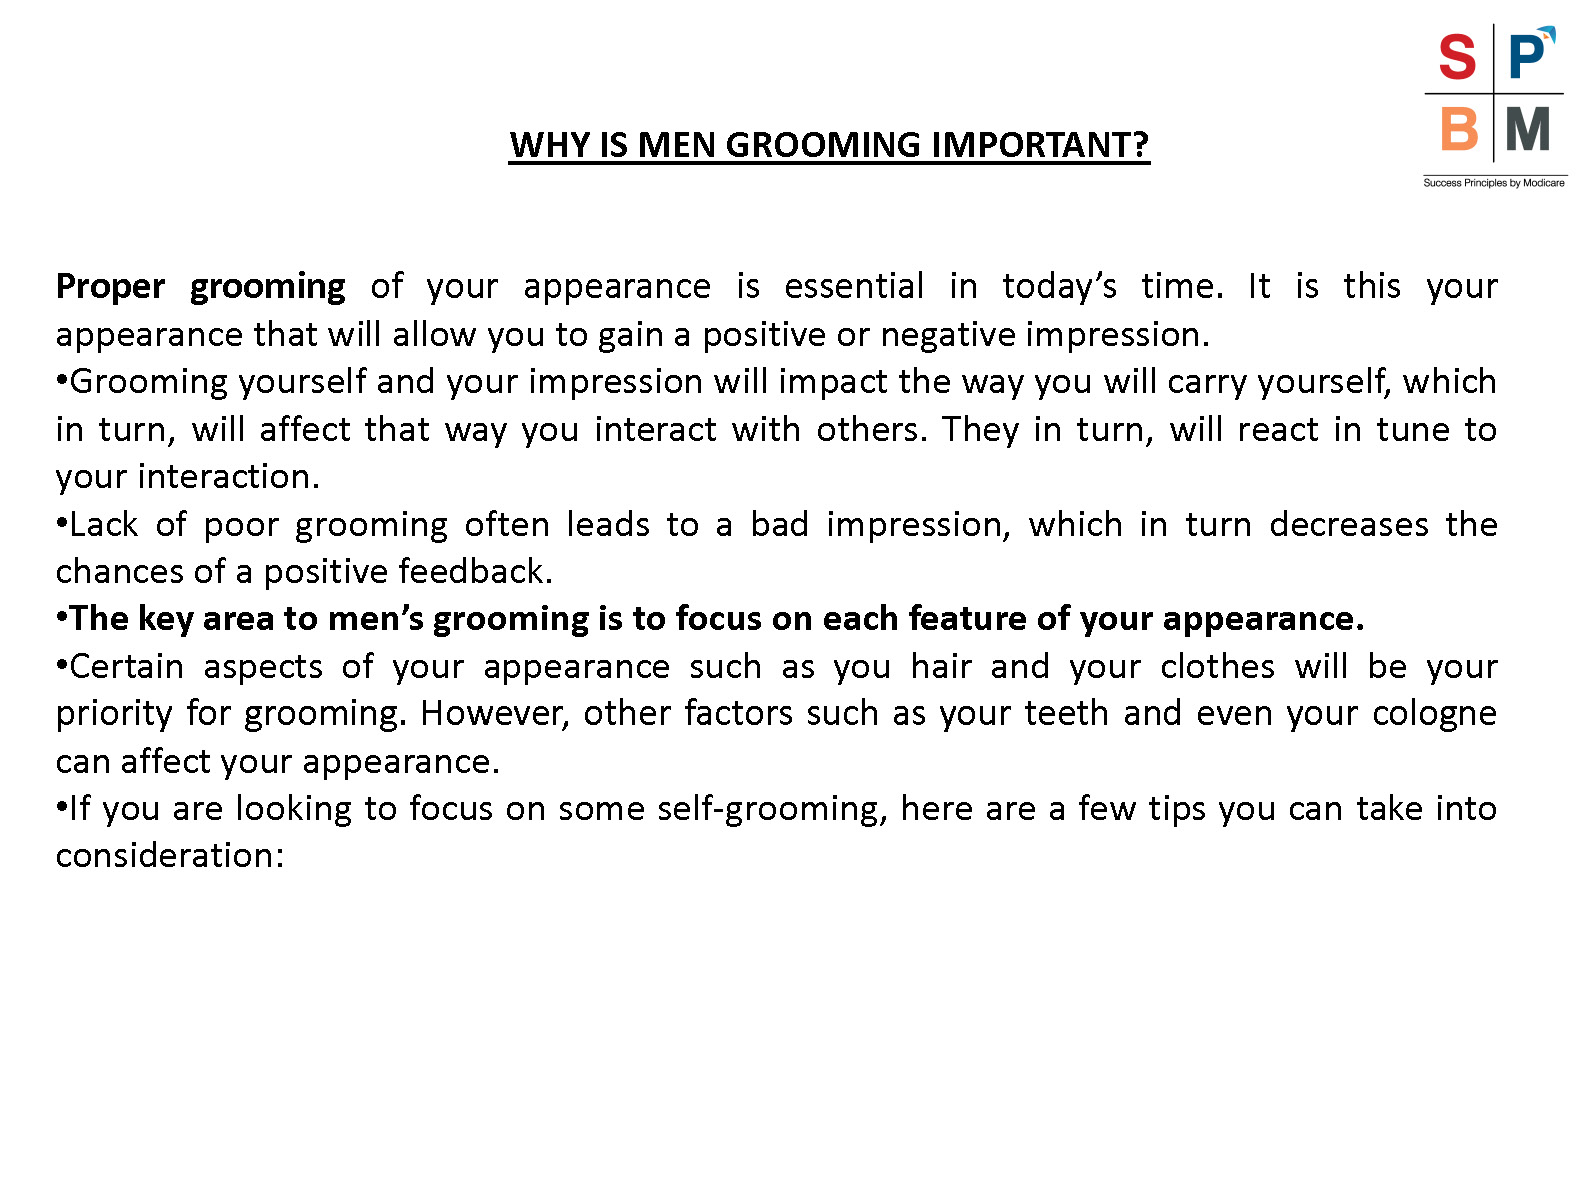 S P
B M
Success Principles by Modicare
WHY IS MEN GROOMING IMPORTANT?
Proper grooming of your appearance is essential in today’s time. It is this your
appearance that will allow you to gain a positive or negative impression.
•Grooming yourself and your impression will impact the way you will carry yourself, which
in turn, will affect that way you interact with others. They in turn, will react in tune to
your interaction.
•Lack of poor grooming often leads to a bad impression, which in turn decreases the
chances of a positive feedback.
•The key area to men’s grooming is to focus on each feature of your appearance.
•Certain aspects of your appearance such as you hair and your clothes will be your
priority for grooming. However, other factors such as your teeth and even your cologne
can affect your appearance.
•If you are looking to focus on some self-grooming, here are a few tips you can take into
consideration: